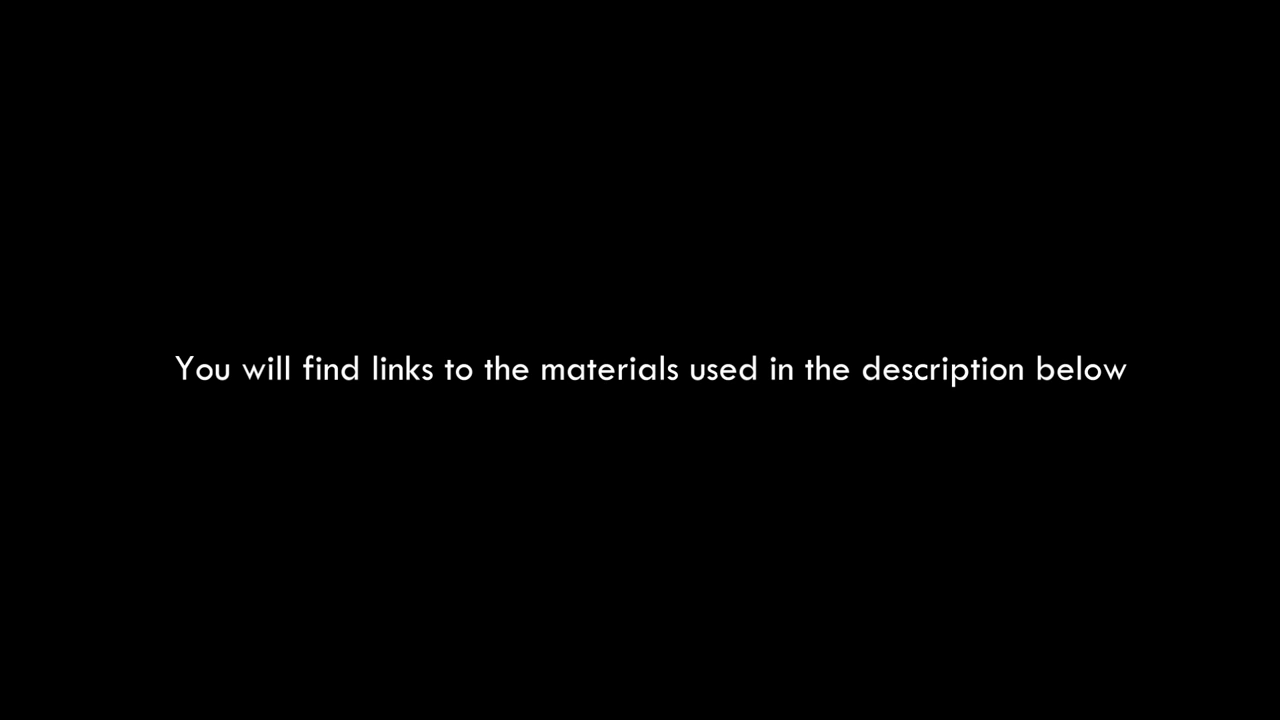 You will find links to the materials used in the description below